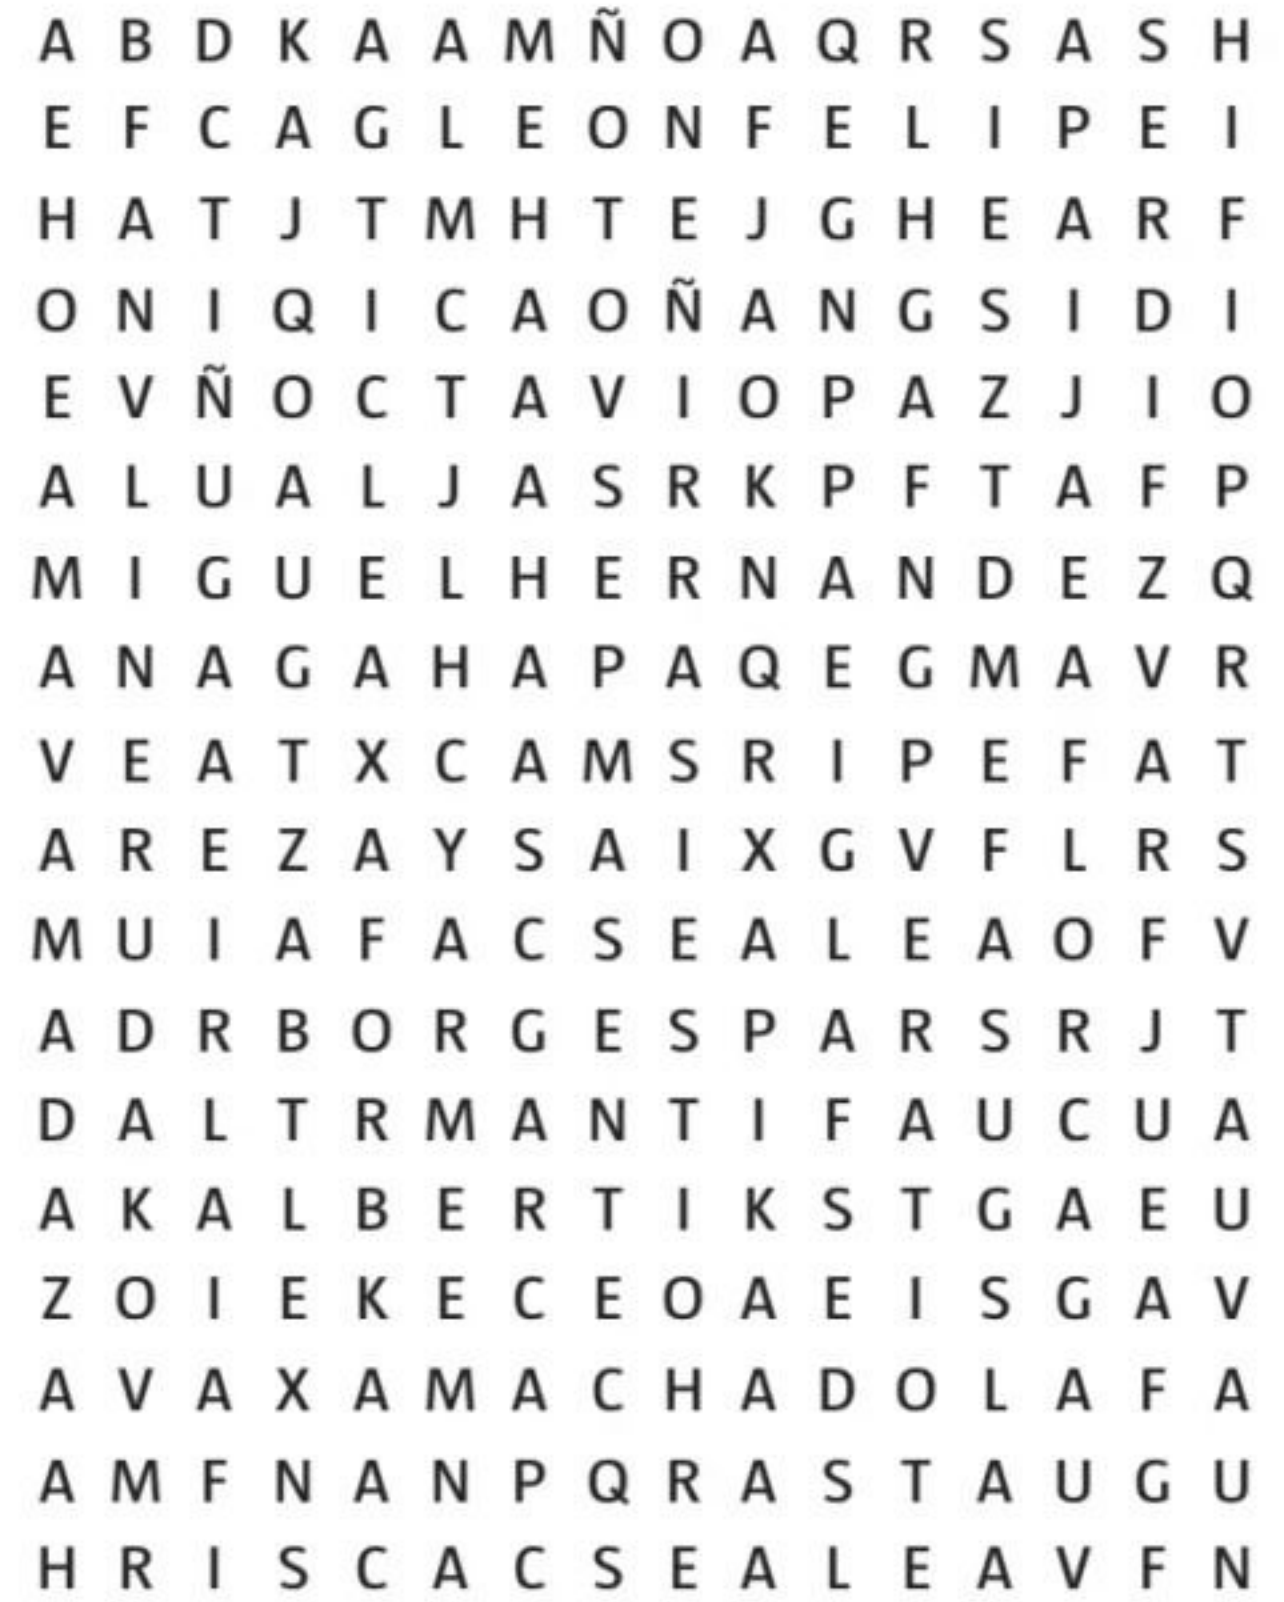 A B D K A A M Ñ O A Q R S A S H
E F C A G L E O N F E L I P E I
H A T J T M H T E J G H E A R F
O N I Q I C A O Ñ A N G S I D I
E V Ñ O C T A V I O P A Z J I O
A L U A L J A S R K P F T A F P
M I G U E L H E R N A N D E Z Q
A N A G A H A P A Q E G M A V R
V E A T X C A M S R I P E F A T
A R E Z A Y S A I X G V F L R S
M U I A F A C S E A L E A O F V
A D R B O R G E S P A R S R J T
D A L T R M A N T I F A U C U A
A K A L B E R T I K S T G A E U
Z O I E K E C E O A E I S G A V
A V A X A M A C H A D O L A F A
A M F N A N P Q R A S T A U G U
H R I S C A C S E A L E A V F N